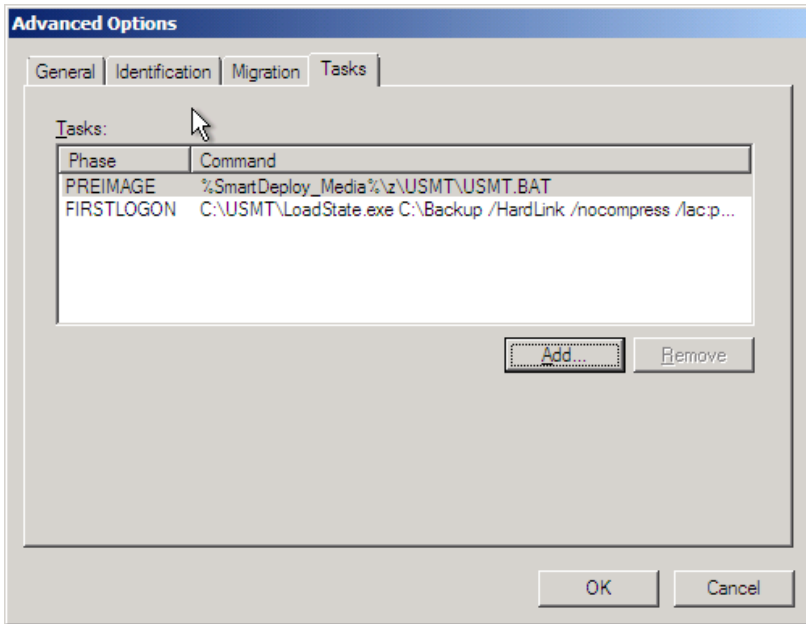 Advanced Options
General Identification Migration Tasks
Tasks:
Phase Command
PREIMAGE %SmartDeploy_Media%\z\USMT\USMT.BAT
FIRSTLOGON C:\USMT\LoadState.exe C:\Backup /HardLink /nocompress /lac:p...
Add... Remove
OK Cancel